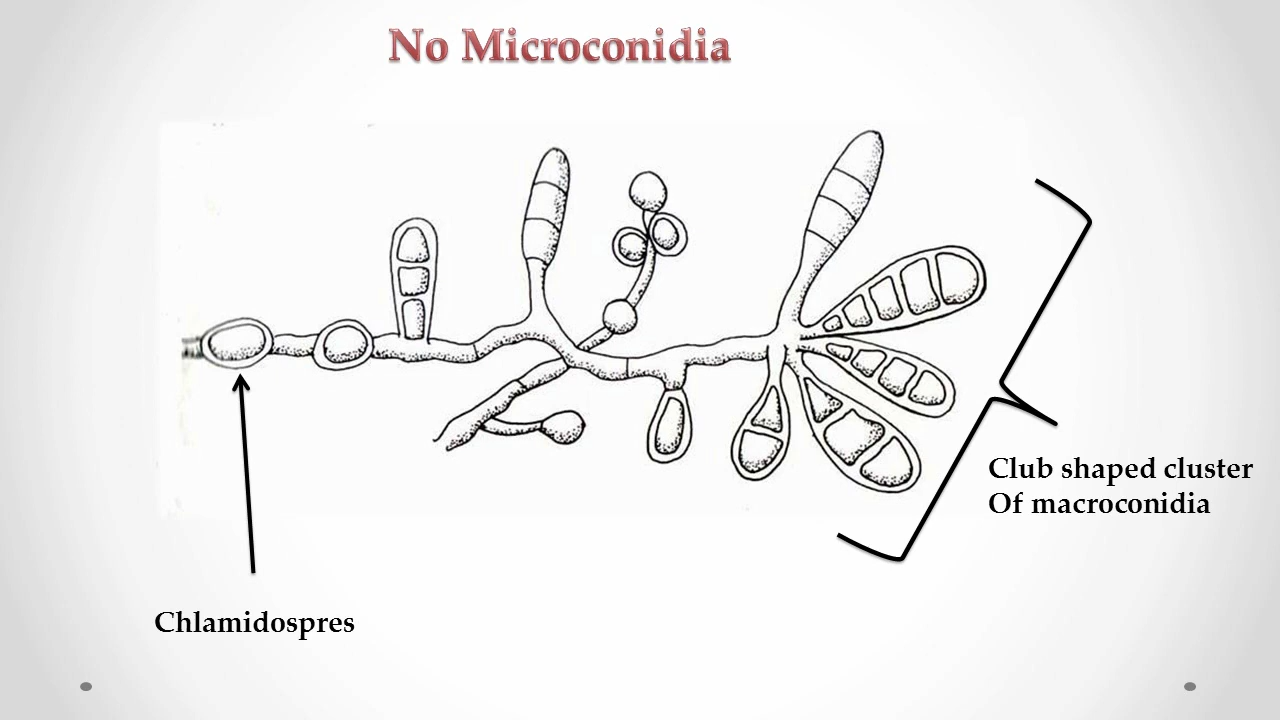 No Microconidia
Club shaped cluster
Of macroconidia
Chlamidospres